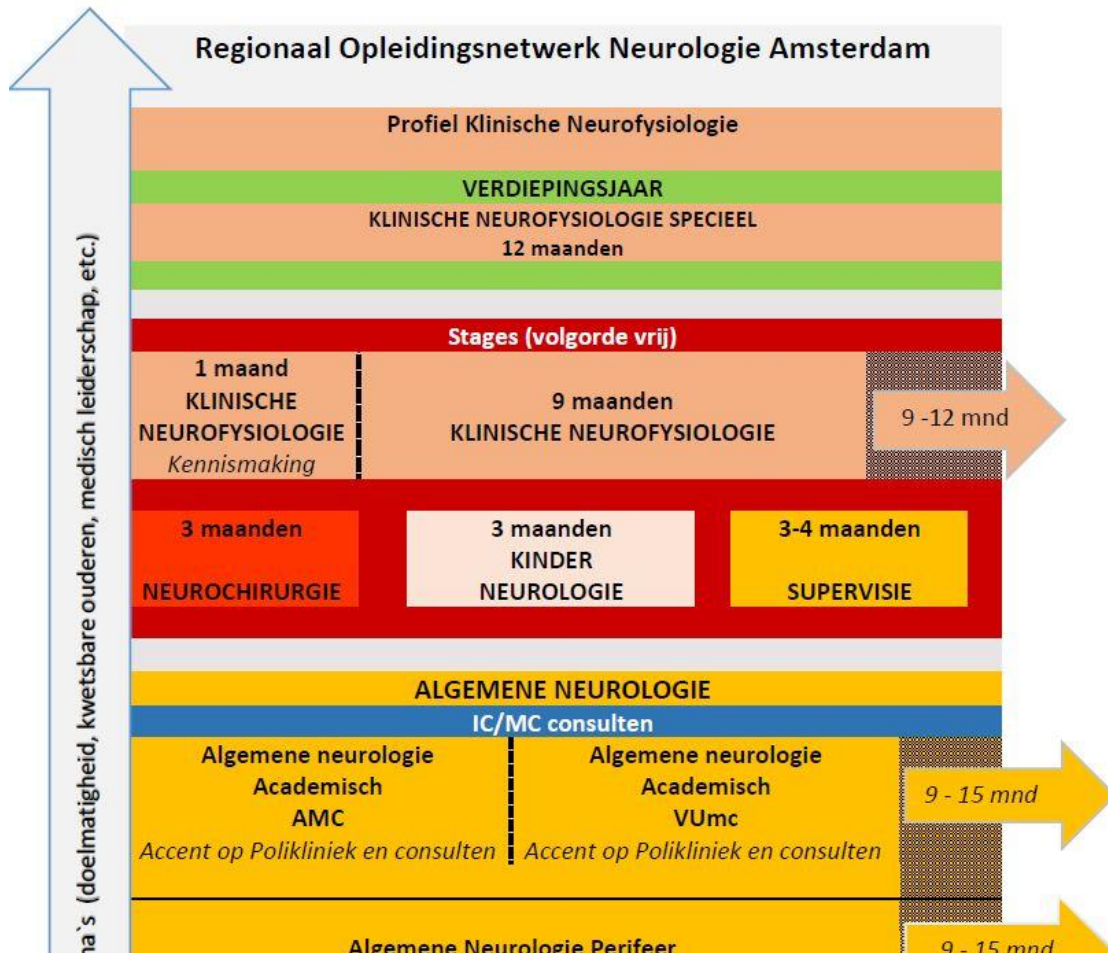 Regionaal Opleidingsnetwerk Neurologie Amsterdam
Profiel Klinische Neurofysiologie
VERDIEPINGSJAAR
KLINISCHE NEUROFYSIOLOGIE SPECIEEL
12 maanden
Stages (volgorde vrij)
1 maand
KLINISCHE
NEUROFYSIOLOGIE
Kennismaking
9 maanden
KLINISCHE NEUROFYSIOLOGIE
9 -12 mnd
3 maanden
NEUROCHIRURGIE
3 maanden
KINDER
NEUROLOGIE
3-4 maanden
SUPERVISIE
ALGEMENE NEUROLOGIE
IC/MC consulten
Algemene neurologie
Academisch
AMC
Accent op Polikliniek en consulten
Algemene neurologie
Academisch
VUmc
Accent op Polikliniek en consulten
9 - 15 mnd
Algemene Neurologie Perifeer
9 - 15 mnd
na`s (doelmatigheid, kwetsbare ouderen, medisch leiderschap, etc.)